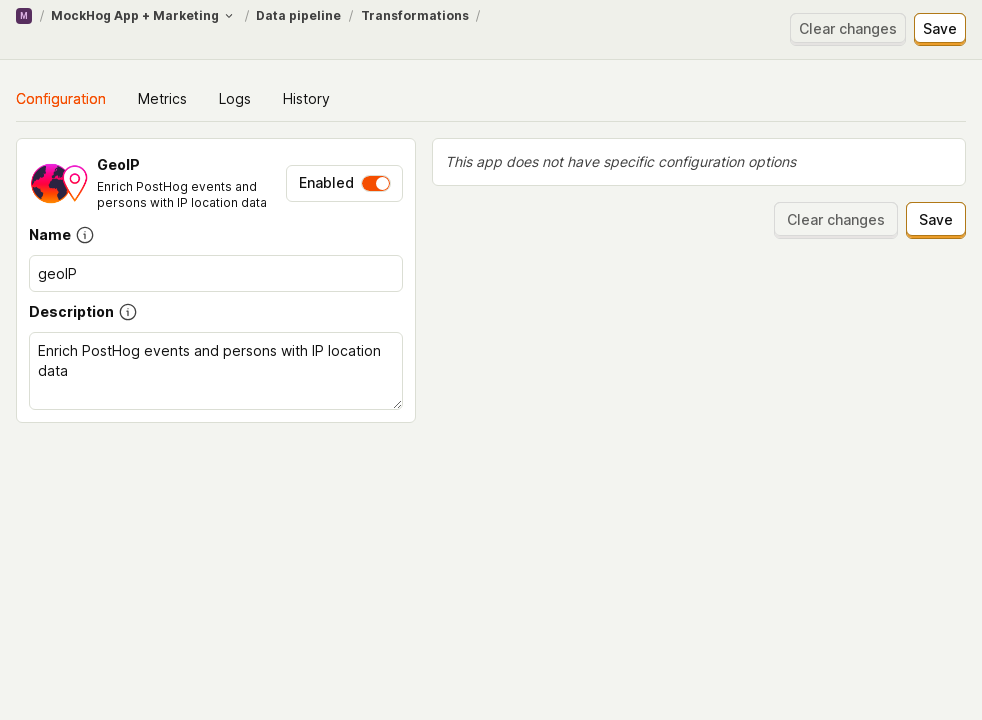 M / MockHog App + Marketing / Data pipeline / Transformations /
Clear changes Save
Configuration Metrics Logs History
GeoIP
Enrich PostHog events and
persons with IP location data
Enabled
Name
geoIP
Description
Enrich PostHog events and persons with IP location
data
This app does not have specific configuration options
Clear changes Save